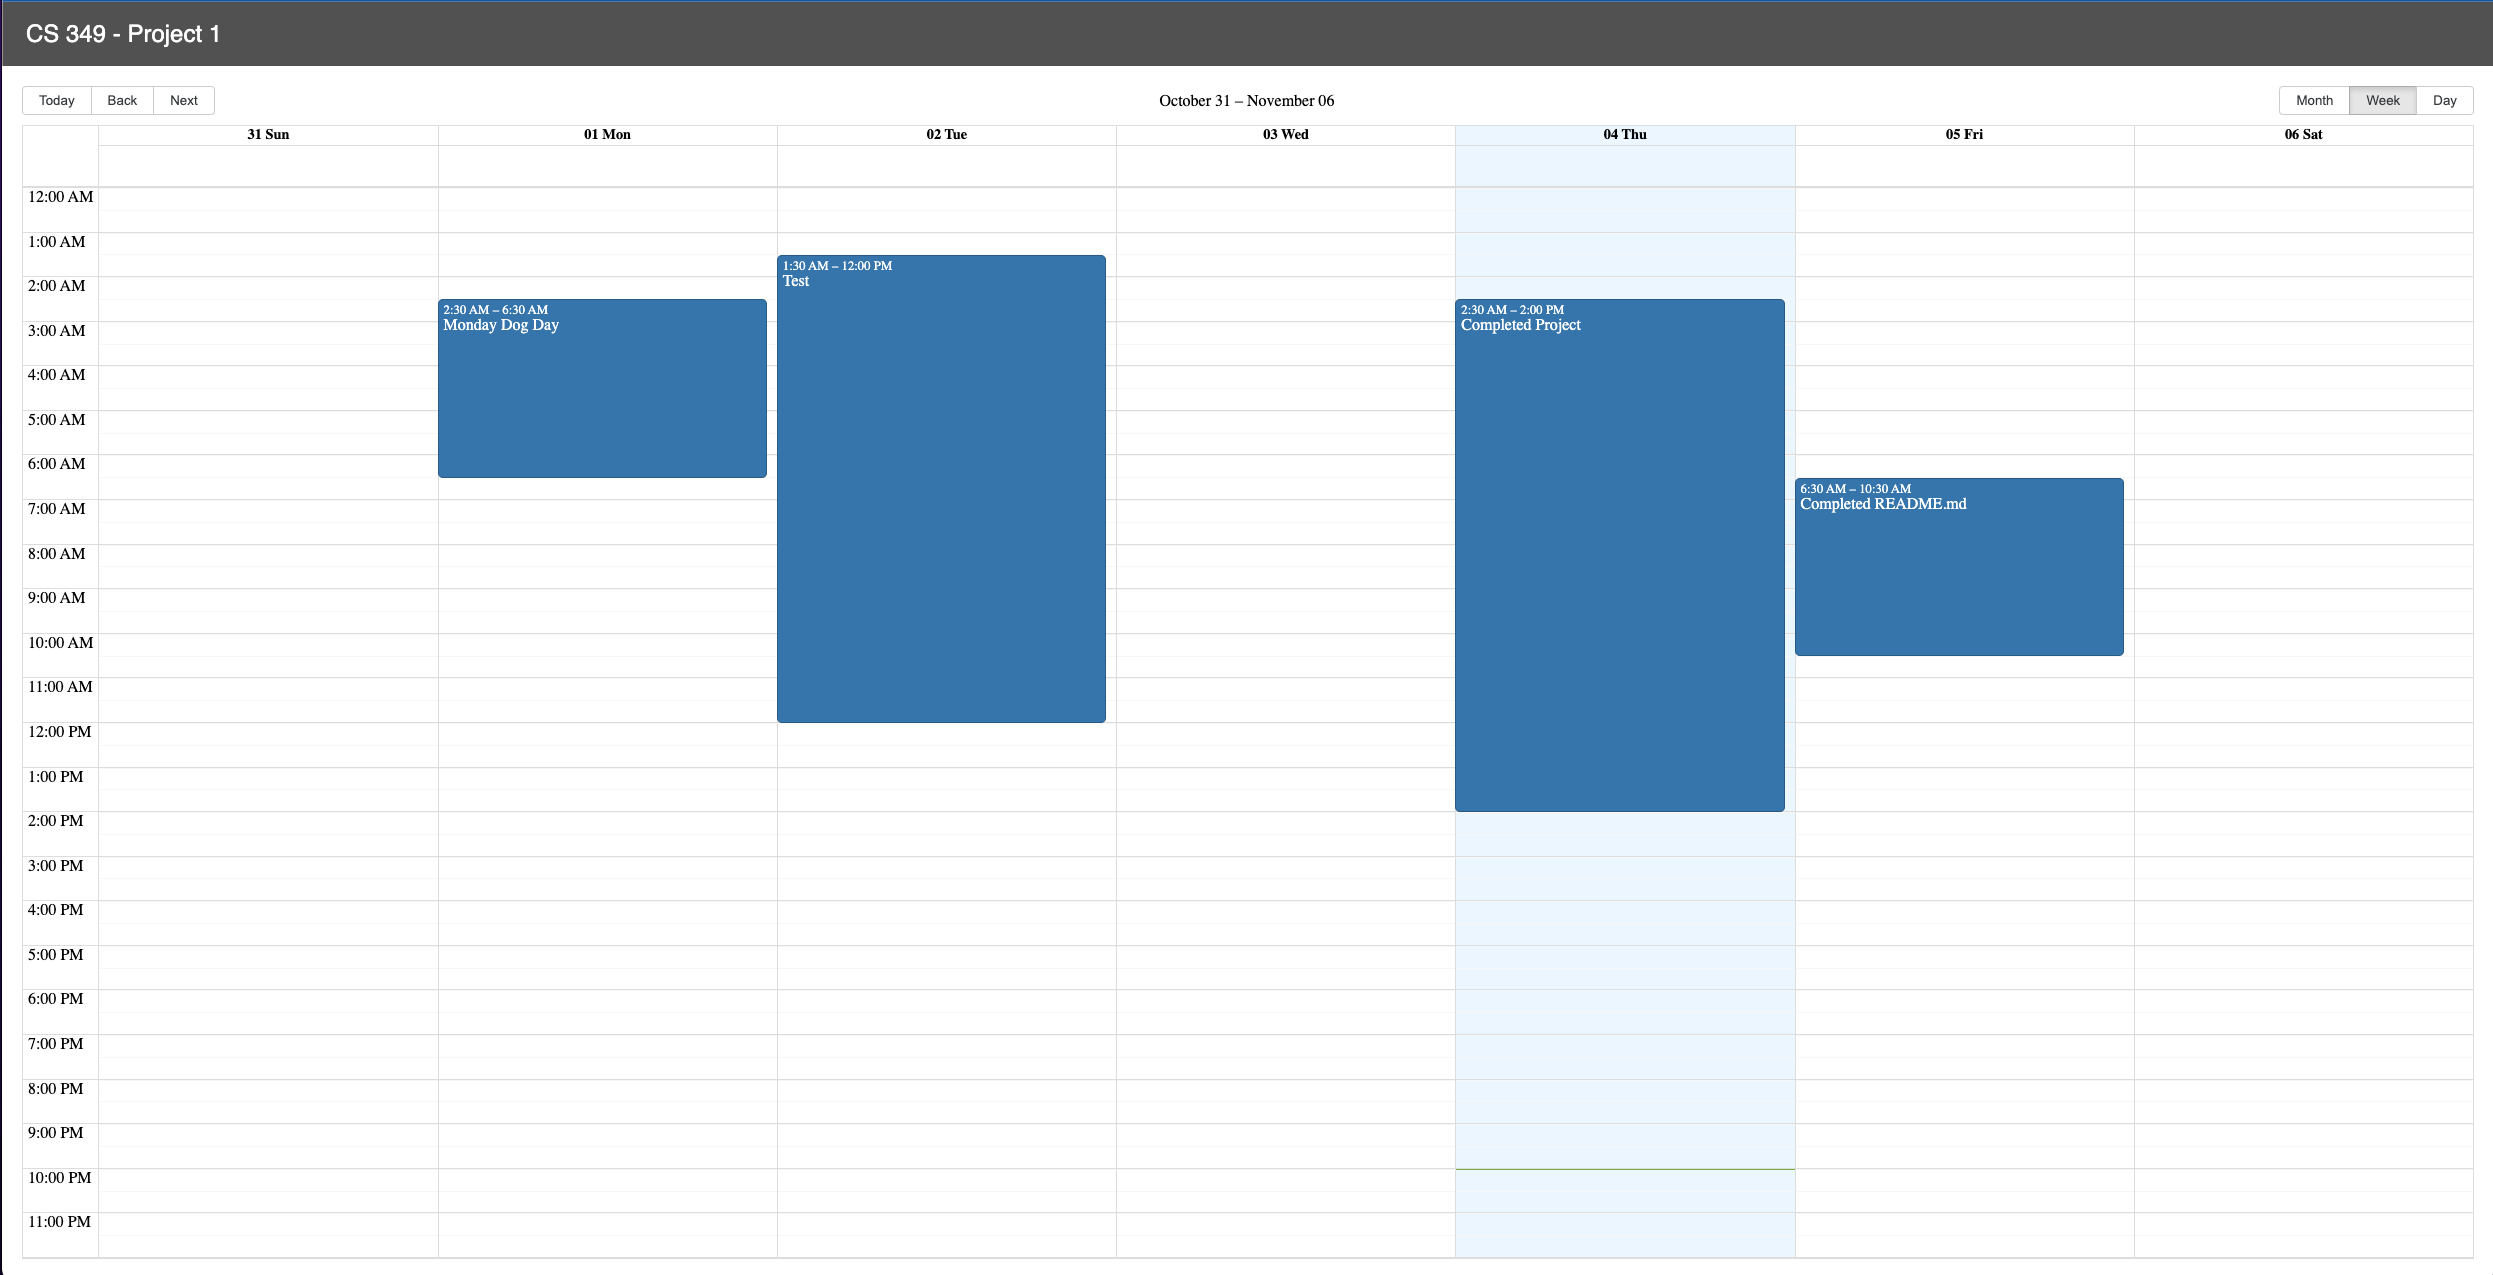 CS 349 - Project 1
Today Back Next
October 31 – November 06
Month Week Day
31 Sun 01 Mon 02 Tue 03 Wed 04 Thu 05 Fri 06 Sat
12:00 AM
1:00 AM
1:30 AM – 12:00 PM
Test
2:00 AM
2:30 AM – 6:30 AM
Monday Dog Day
2:30 AM – 2:00 PM
Completed Project
3:00 AM
4:00 AM
5:00 AM
6:00 AM
6:30 AM – 10:30 AM
Completed README.md
7:00 AM
8:00 AM
9:00 AM
10:00 AM
11:00 AM
12:00 PM
1:00 PM
2:00 PM
3:00 PM
4:00 PM
5:00 PM
6:00 PM
7:00 PM
8:00 PM
9:00 PM
10:00 PM
11:00 PM